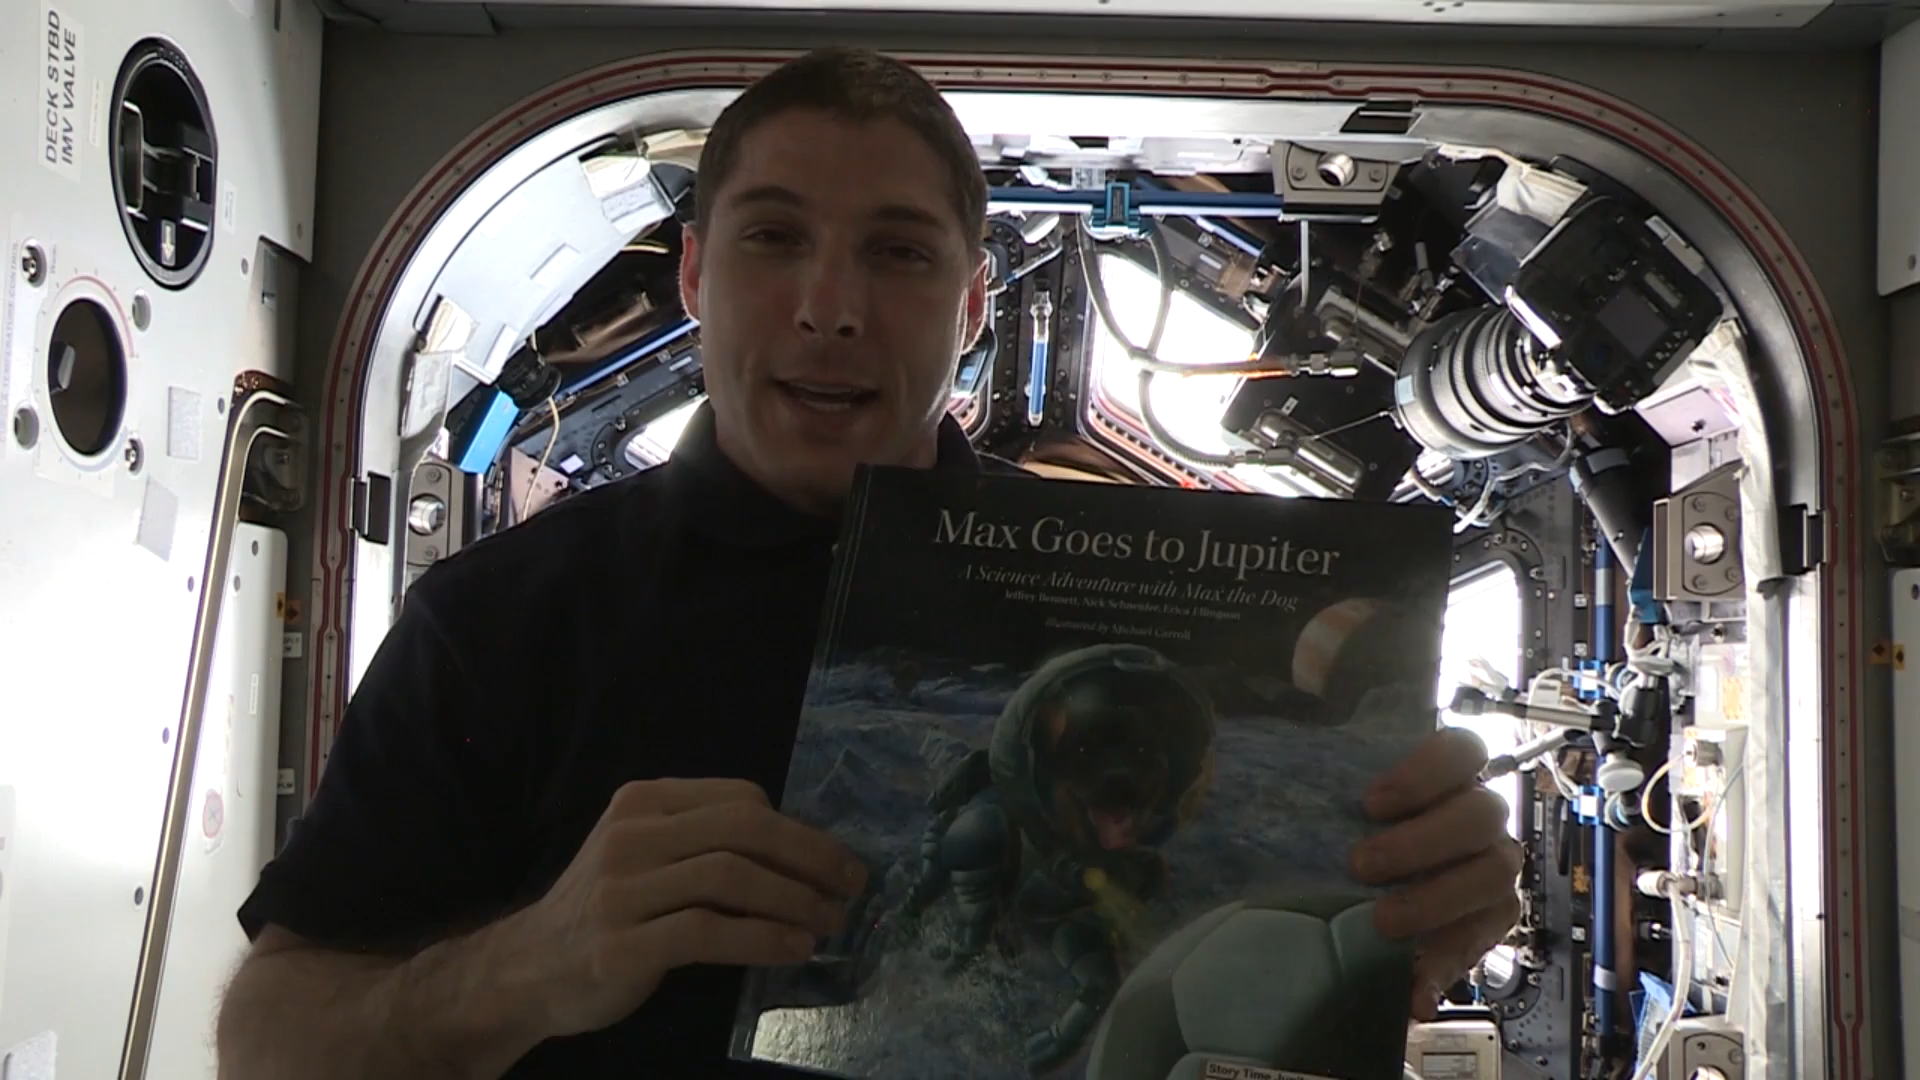 DECK STBD
IMV VALVE
Max Goes to Jupiter
A Science Adventure with Max the Dog
Jeffrey Bennett, Nick Schneider, Erica Ellingson
Illustrated by Michael Carroll
Story Time